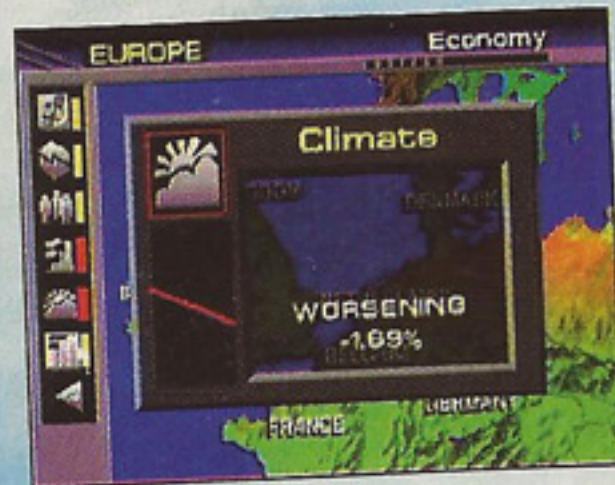 EUROPE
Economy
Climate
DENMARK
WORSENING
-1.69%
FRANCE
GERMANY